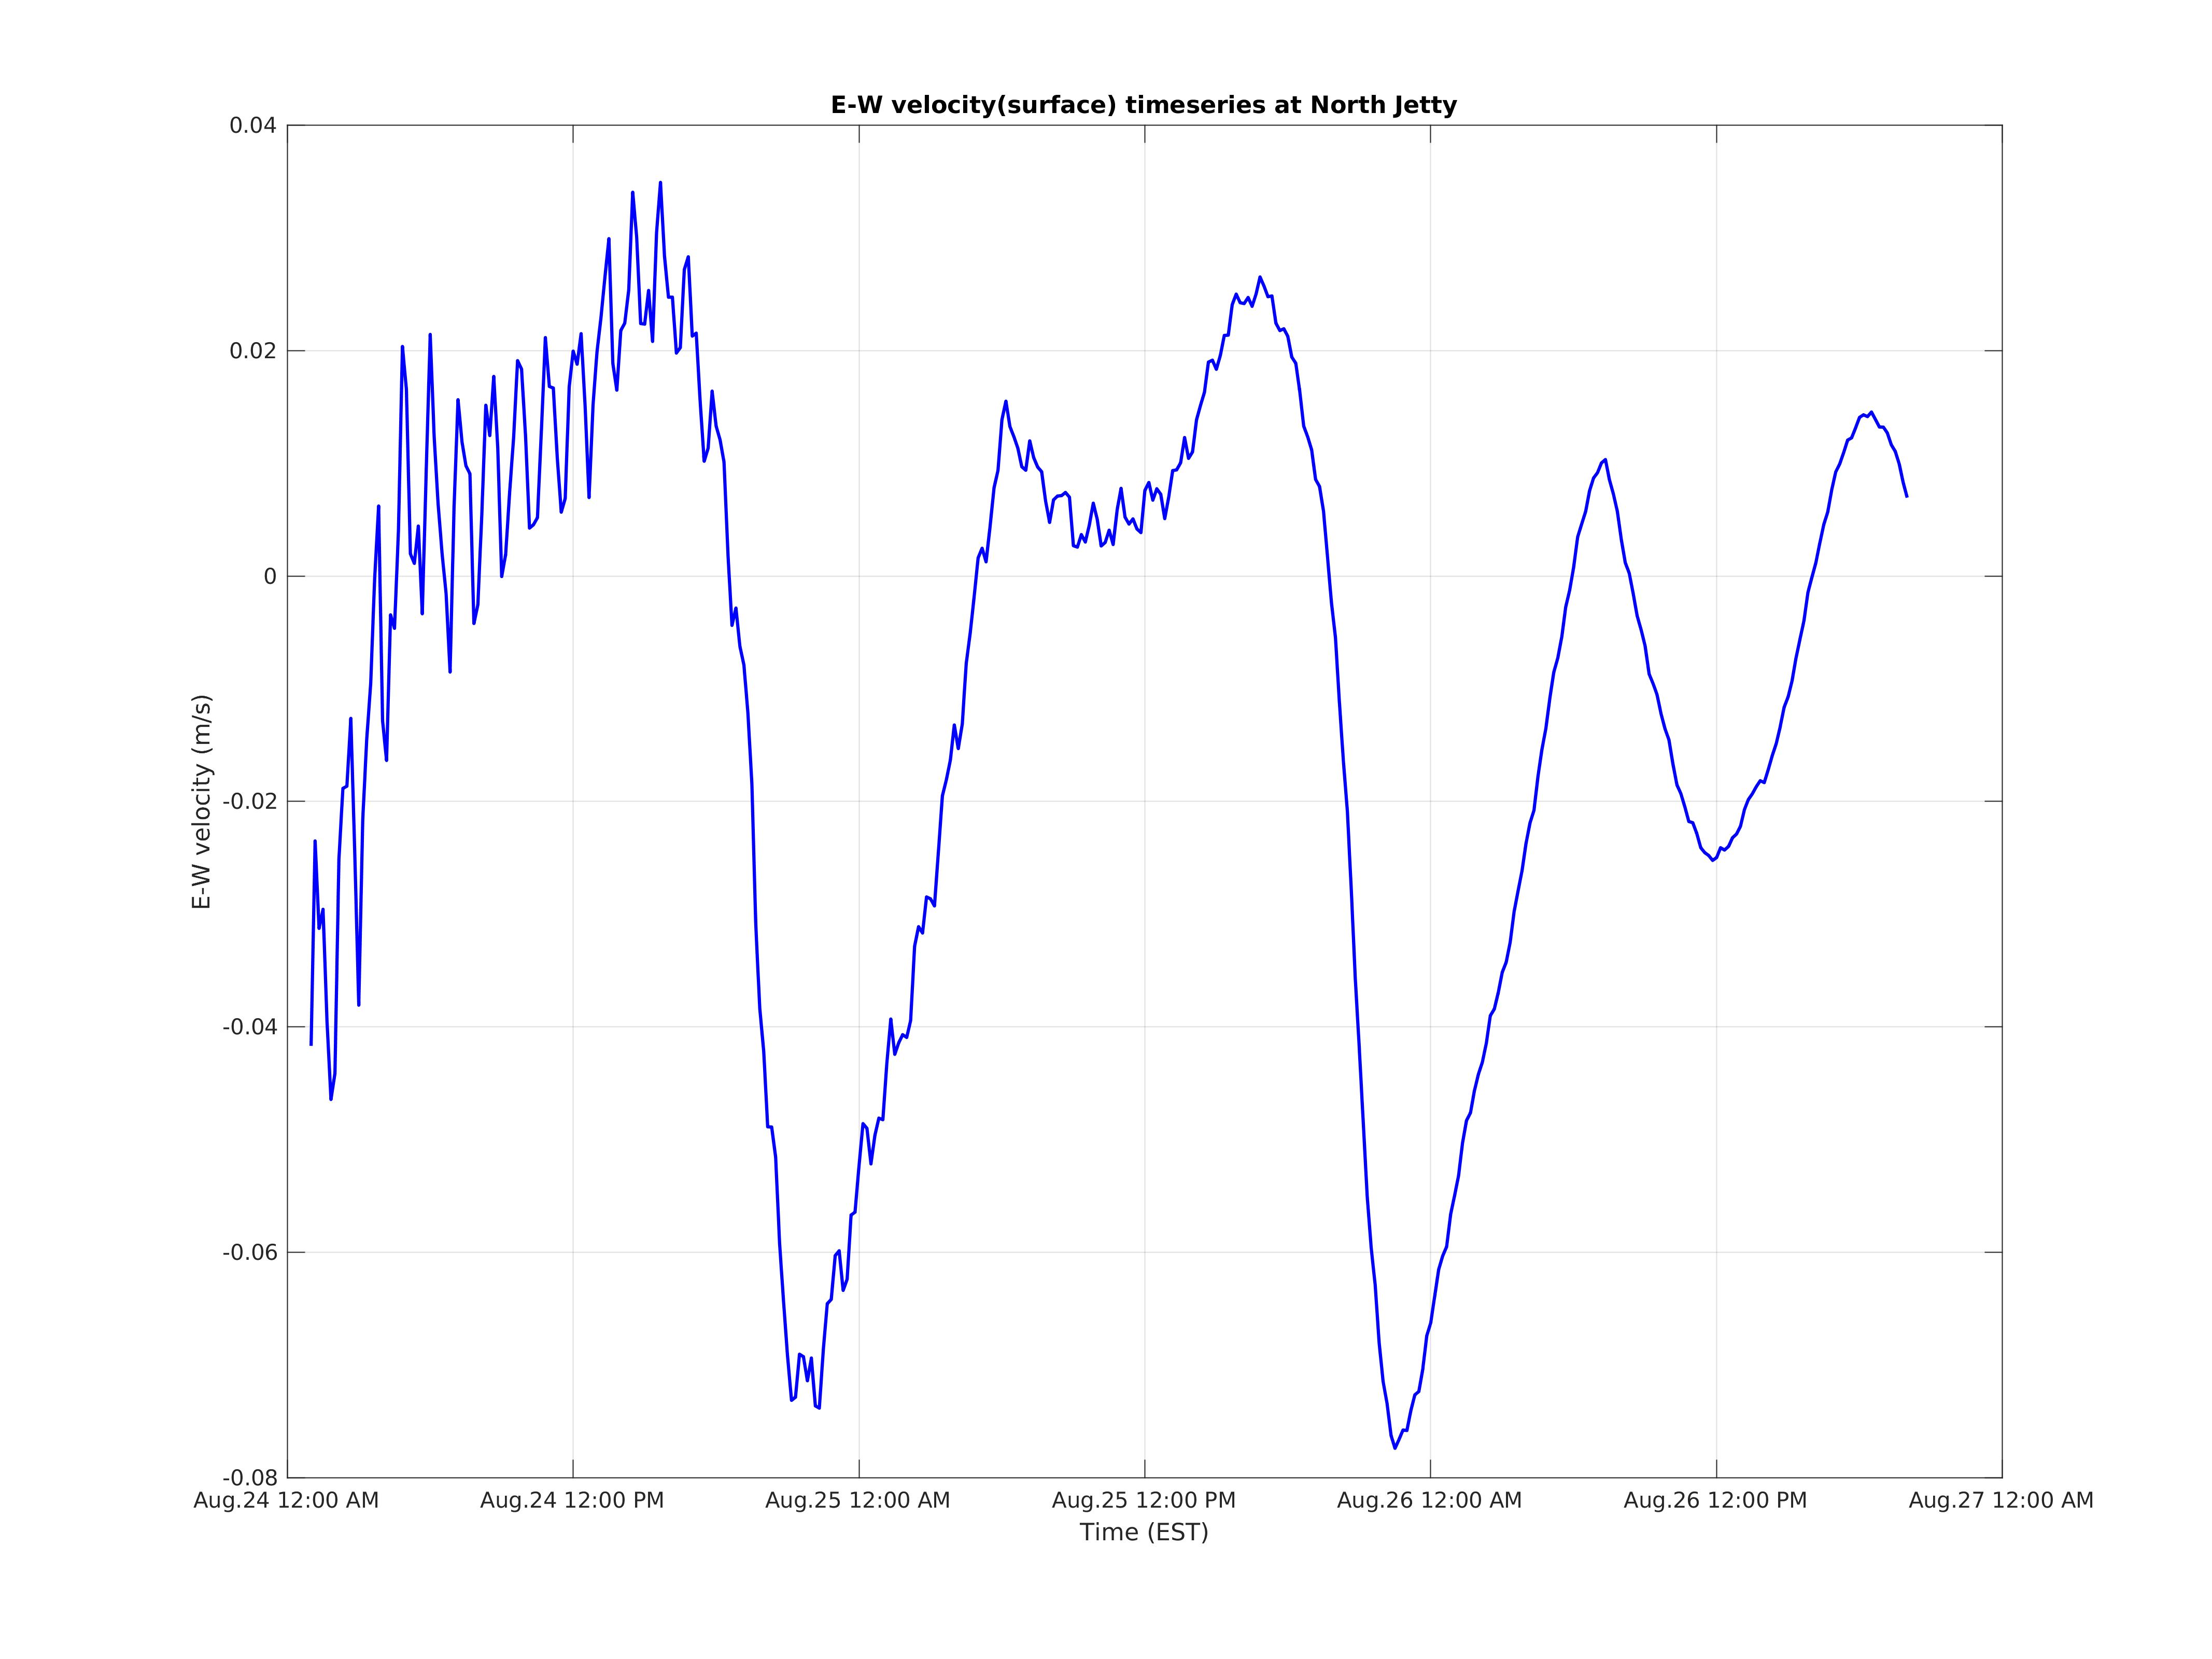 E-W velocity(surface) timeseries at North Jetty
0.04
0.02
0
-0.02
-0.04
-0.06
-0.08
E-W velocity (m/s)
Aug.24 12:00 AM
Aug.24 12:00 PM
Aug.25 12:00 AM
Aug.25 12:00 PM
Aug.26 12:00 AM
Aug.26 12:00 PM
Aug.27 12:00 AM
Time (EST)